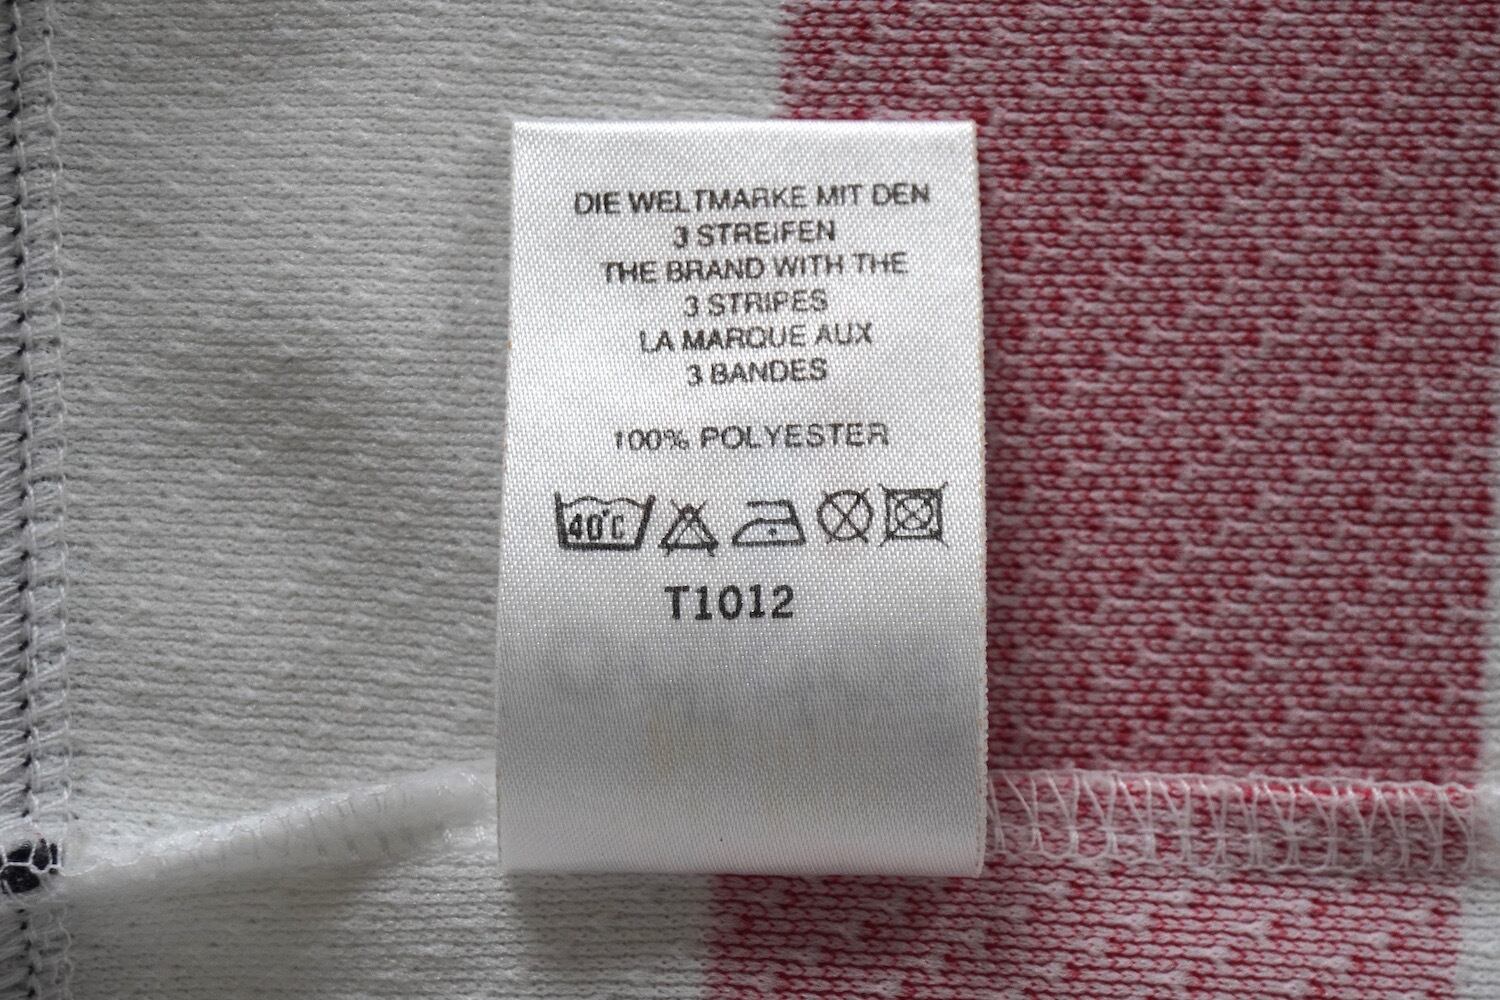 DIE WELTMARKE MIT DEN
3 STREIFEN
THE BRAND WITH THE
3 STRIPES
LA MARQUE AUX
3 BANDES
100% POLYESTER
40°C
T1012